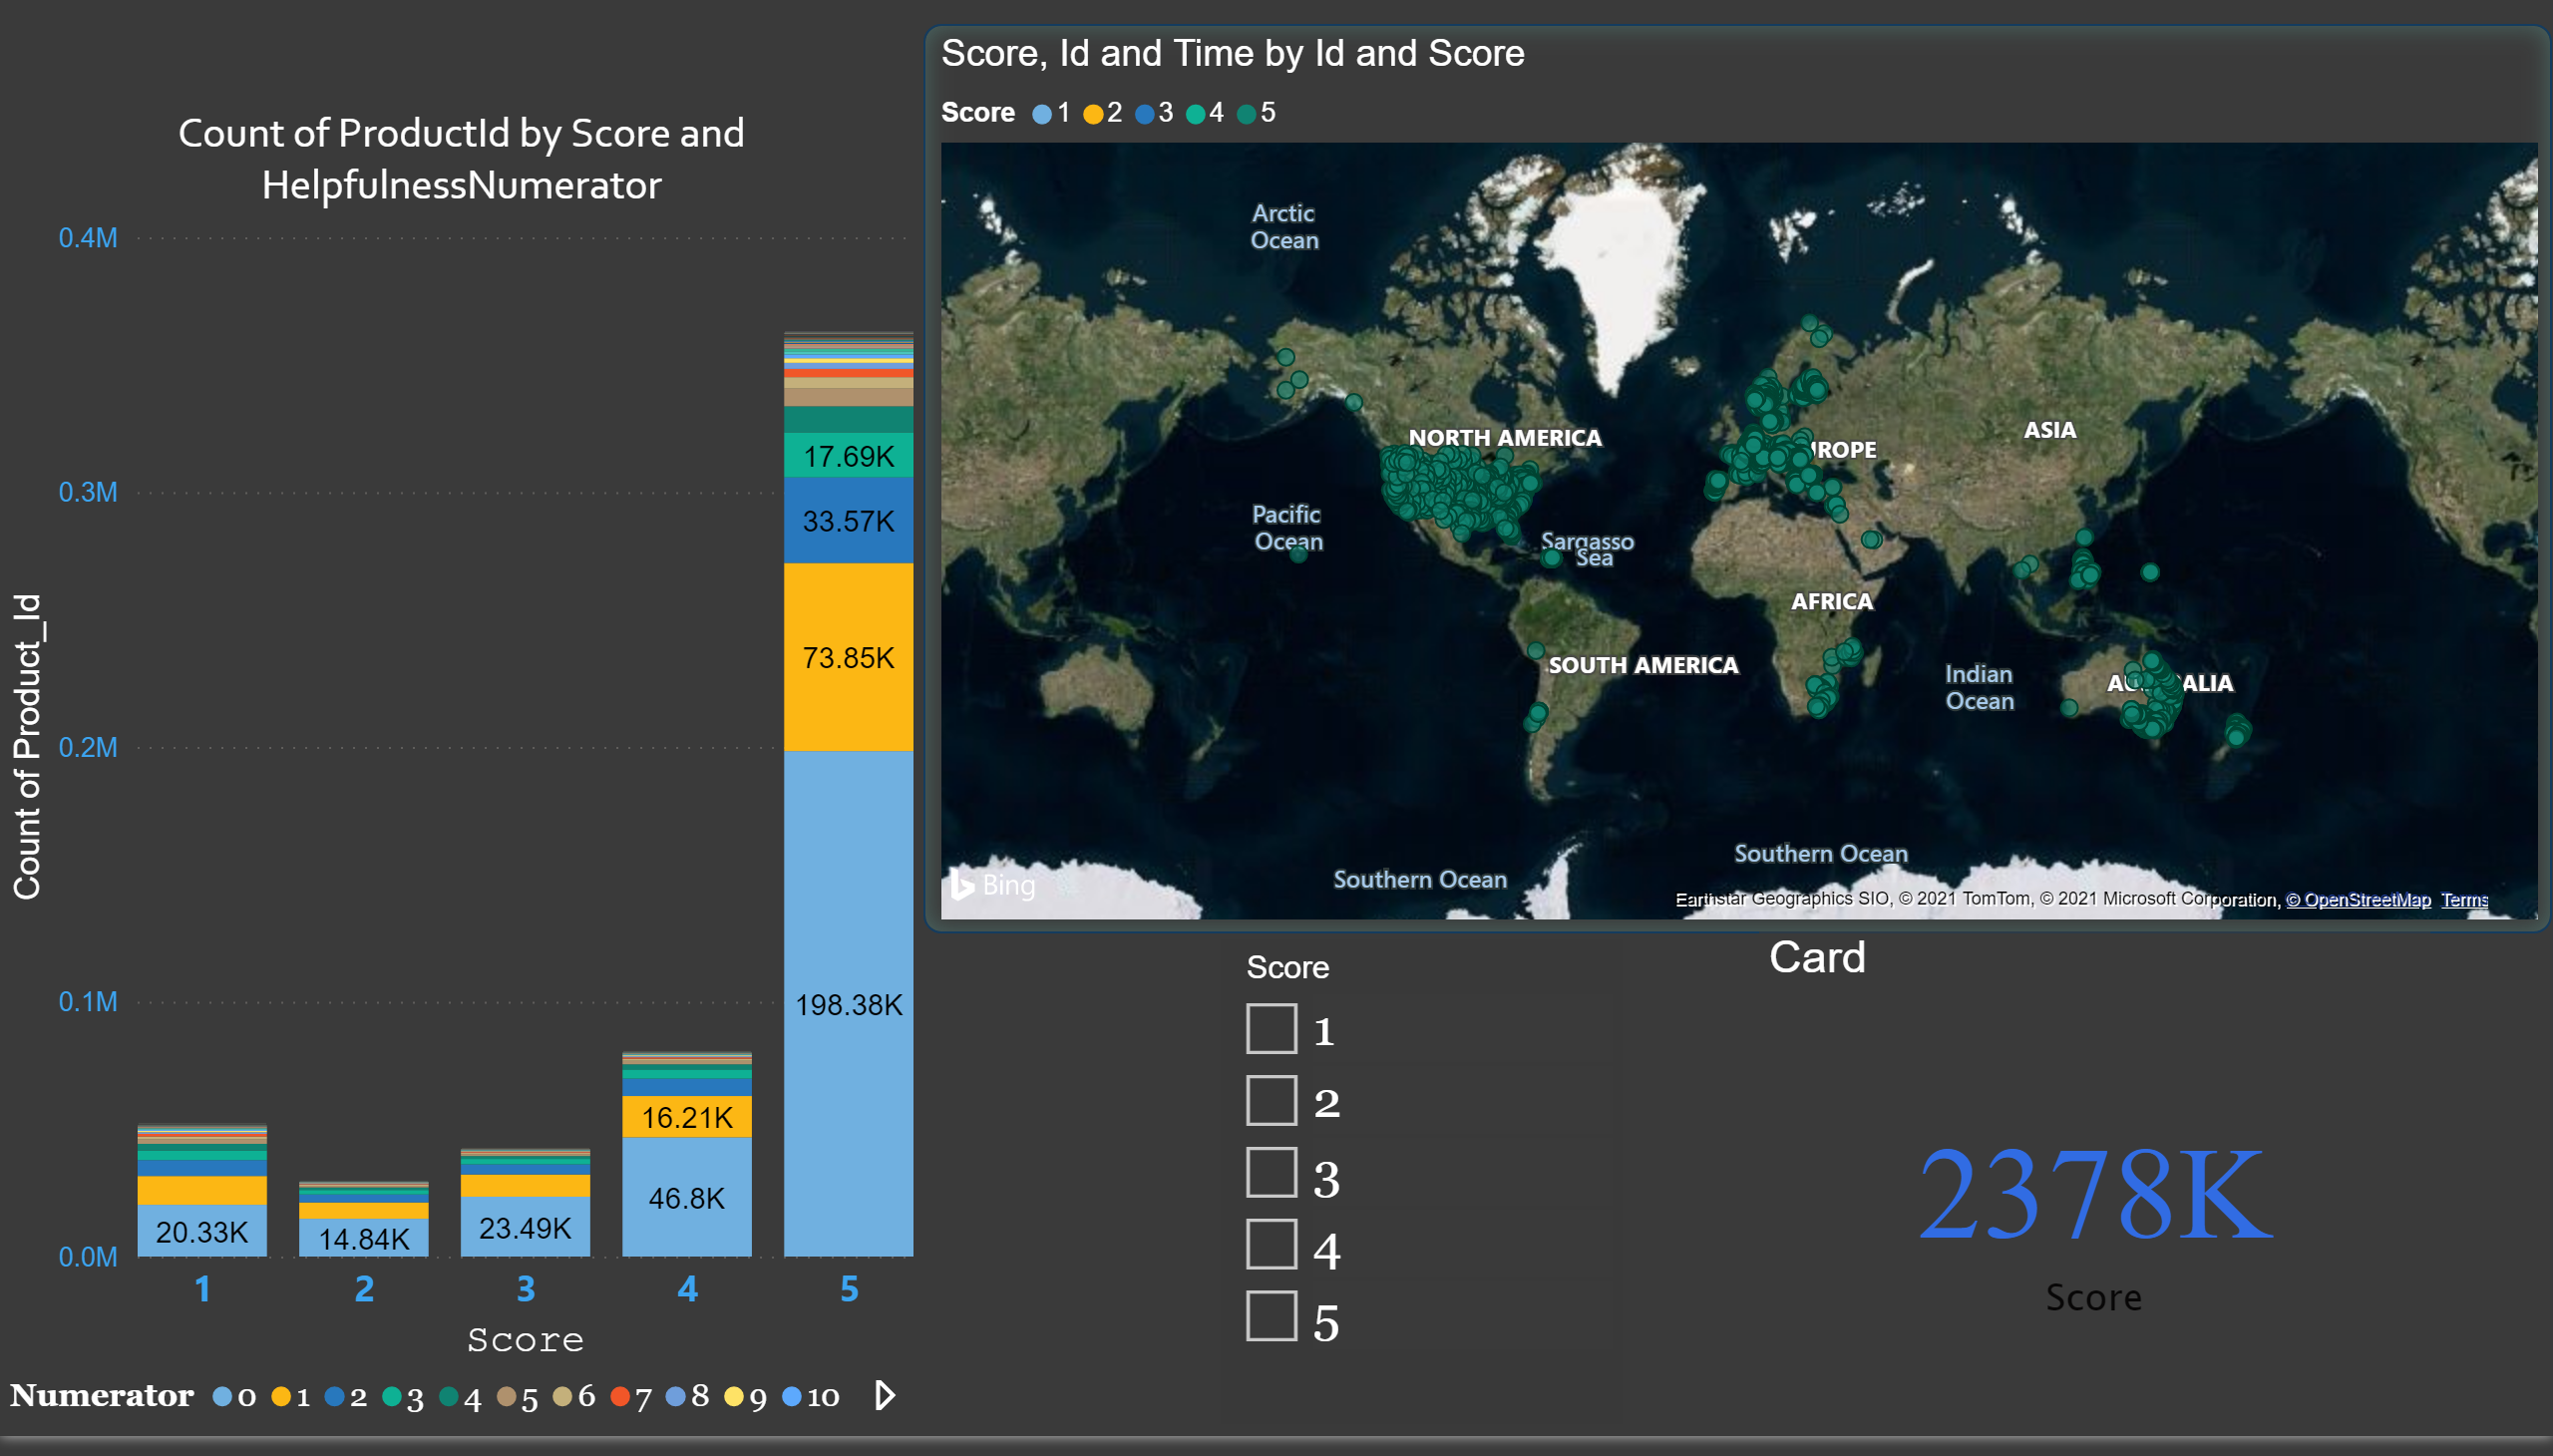 Count of ProductId by Score and
HelpfulnessNumerator
0.4M
0.3M
0.2M
0.1M
0.0M
Count of Product_Id
17.69K
33.57K
73.85K
198.38K
16.21K
46.8K
20.33K
14.84K
23.49K
1 2 3 4 5
Score
Numerator 0 1 2 3 4 5 6 7 8 9 10
Score, Id and Time by Id and Score
Score 1 2 3 4 5
Arctic
Ocean
NORTH AMERICA
ASIA
UROPE
Pacific
Ocean
Sargasso
Sea
AFRICA
SOUTH AMERICA
Indian
Ocean
AU ALIA
Southern Ocean
Southern Ocean
Bing
Earthstar Geographics SIO, © 2021 TomTom, © 2021 Microsoft Corporation, © OpenStreetMap Terms
Score
1
2
3
4
5
Card
2378K
Score